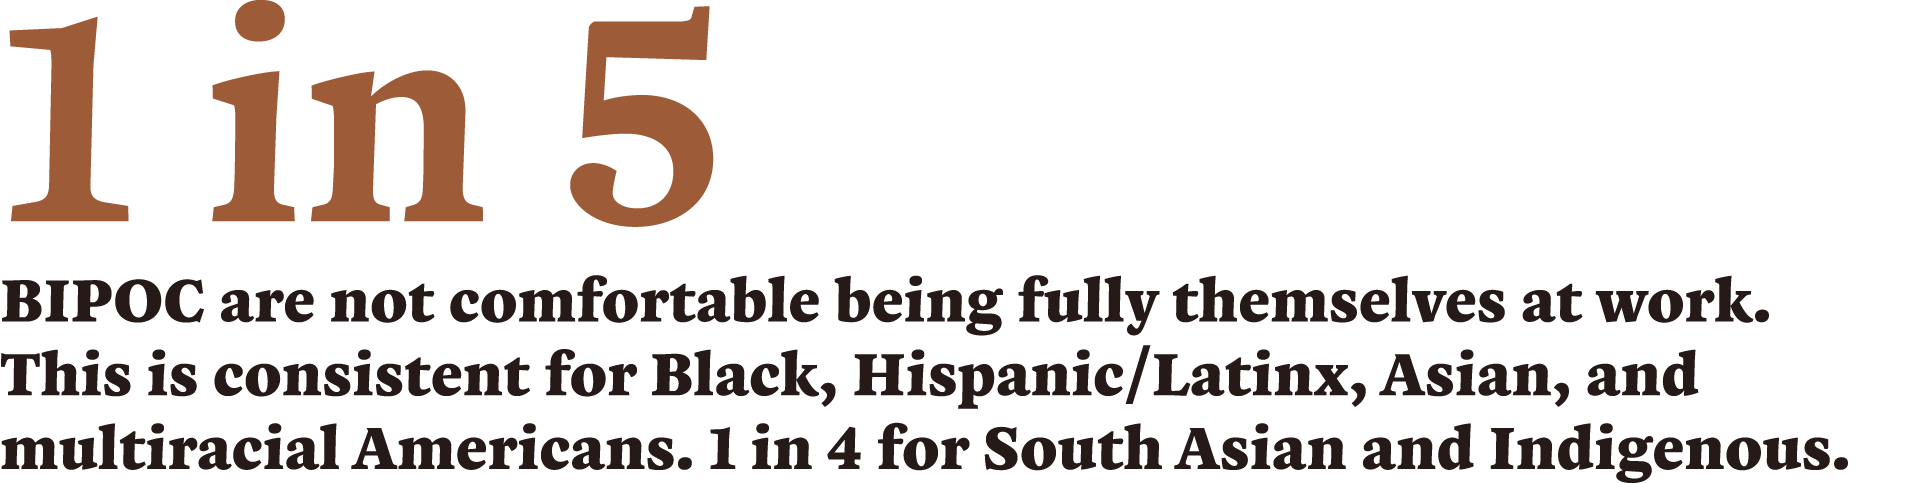 1 in 5
BIPOC are not comfortable being fully themselves at work.
This is consistent for Black, Hispanic/Latinx, Asian, and
multiracial Americans. 1 in 4 for South Asian and Indigenous.